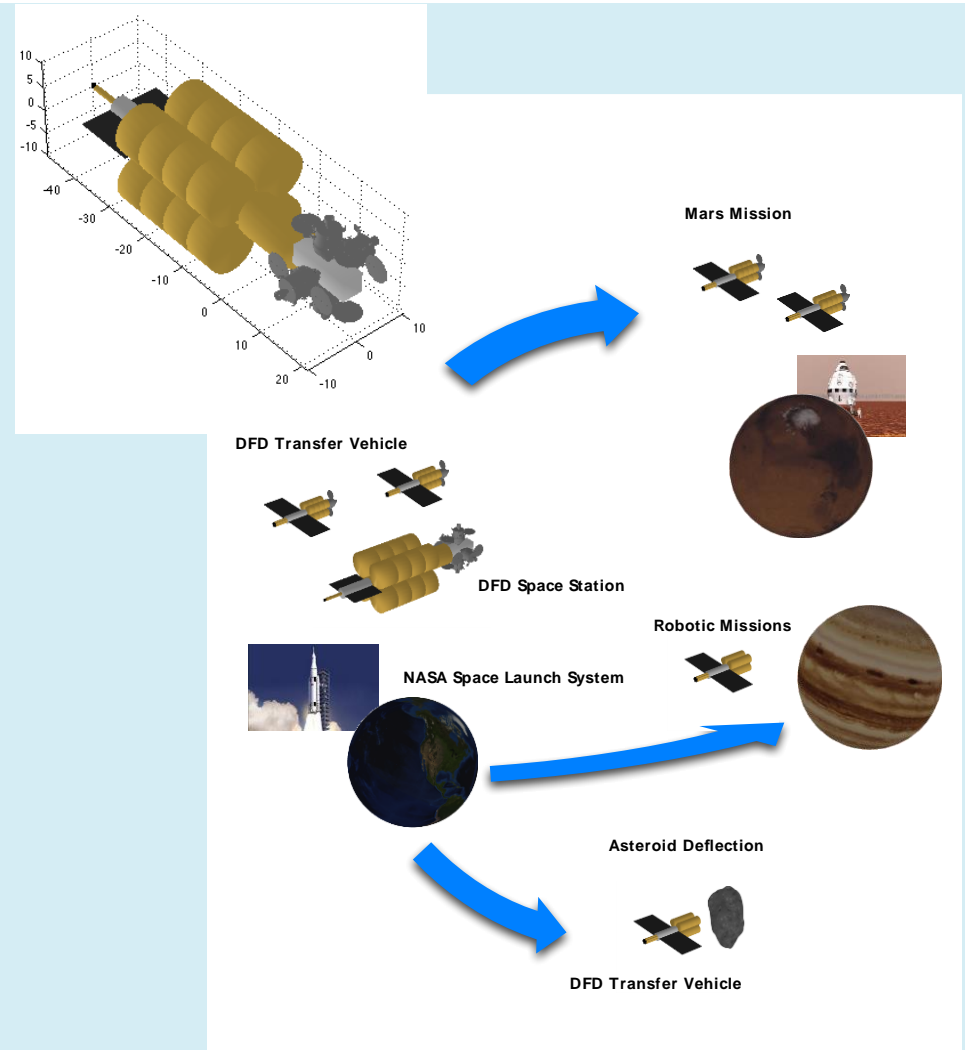 10
5
0
-5
-10
-40
-30
-20
-10
0
10
20
-10
0
10
Mars Mission
DFD Transfer Vehicle
DFD Space Station
Robotic Missions
NASA Space Launch System
Asteroid Deflection
DFD Transfer Vehicle